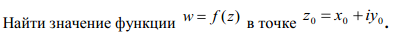 Найти значение функции w = f(z) в точке z₀ = x₀ + iy₀.